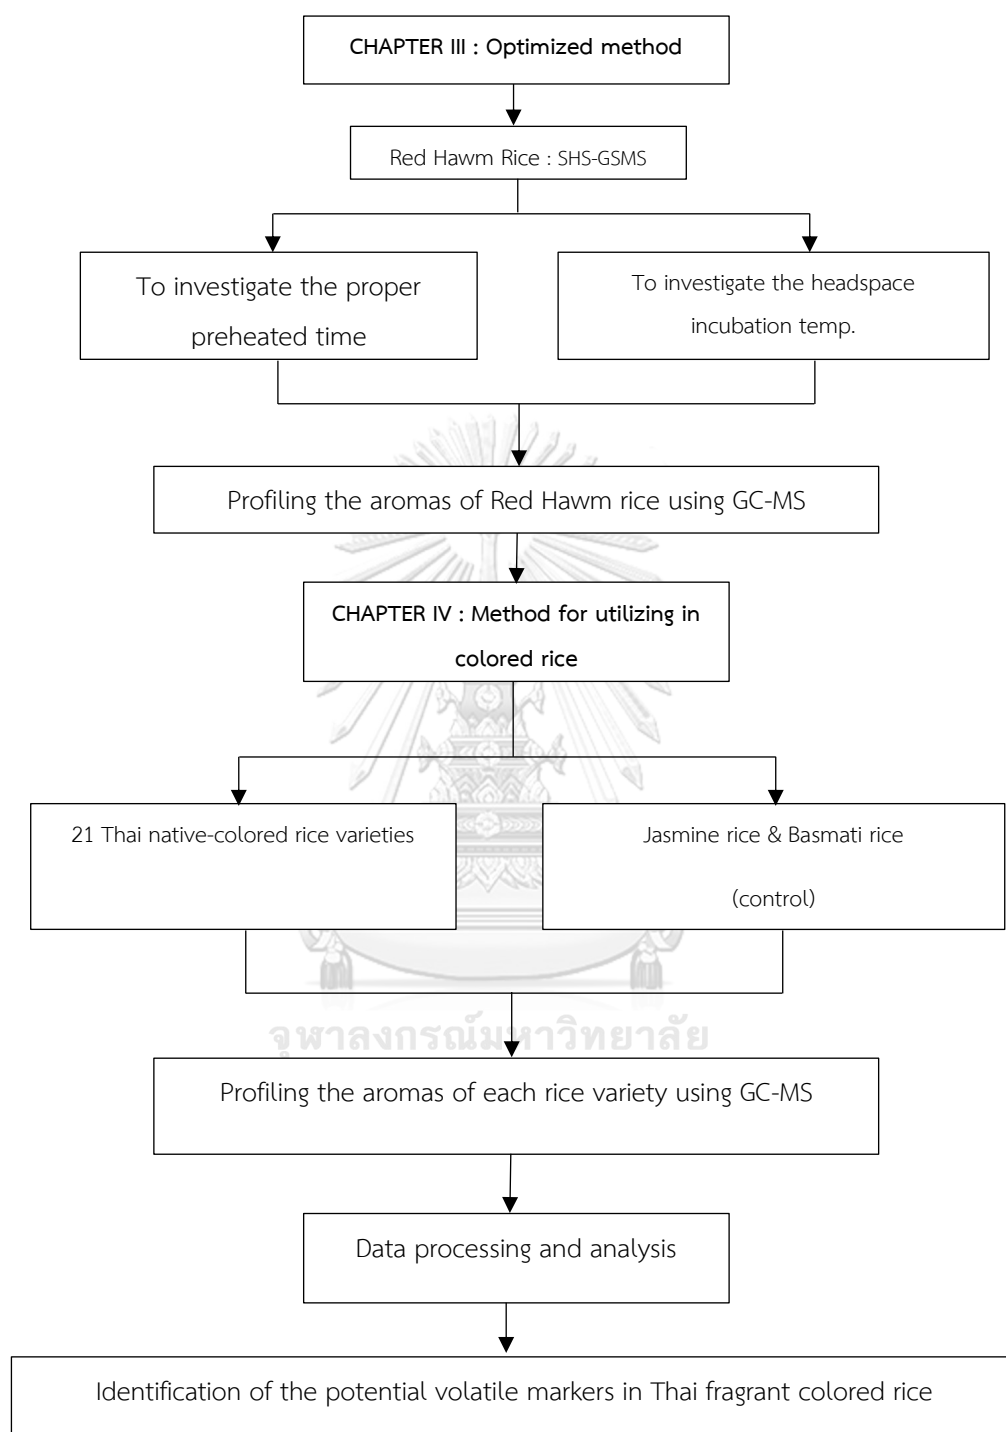 CHAPTER III : Optimized method
Red Hawm Rice : SHS-GSMS
To investigate the proper
preheated time
To investigate the headspace
incubation temp.
Profiling the aromas of Red Hawm rice using GC-MS
CHAPTER IV : Method for utilizing in
colored rice
21 Thai native-colored rice varieties
Jasmine rice & Basmati rice
(control)
จุฬาลงกรณ์มหาวิทยาลัย
Profiling the aromas of each rice variety using GC-MS
Data processing and analysis
Identification of the potential volatile markers in Thai fragrant colored rice